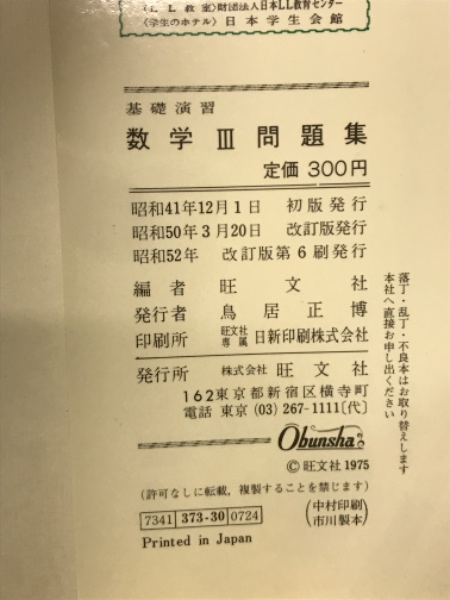 〈L L 教室〉財団法人日本LL教育センター
〈学生のホテル〉日本学生会館
基礎演習
数学 III 問題集
定価 300円
昭和41年12月1日 初版発行
昭和50年3月20日 改訂版発行
昭和52年 改訂版第6刷発行
編者 旺文社
発行者 鳥居正博
印刷所 旺文社専属 日新印刷株式会社
発行所 株式会社 旺文社
162東京都新宿区横寺町
電話 東京 (03) 267-1111〔代〕
Obunsha
©旺文社 1975
(許可なしに転載，複製することを禁じます)
7341 373-30 0724
(中村印刷 市川製本)
Printed in Japan
落丁・乱丁・不良本はお取り替えします
本社へ直接お申し出ください